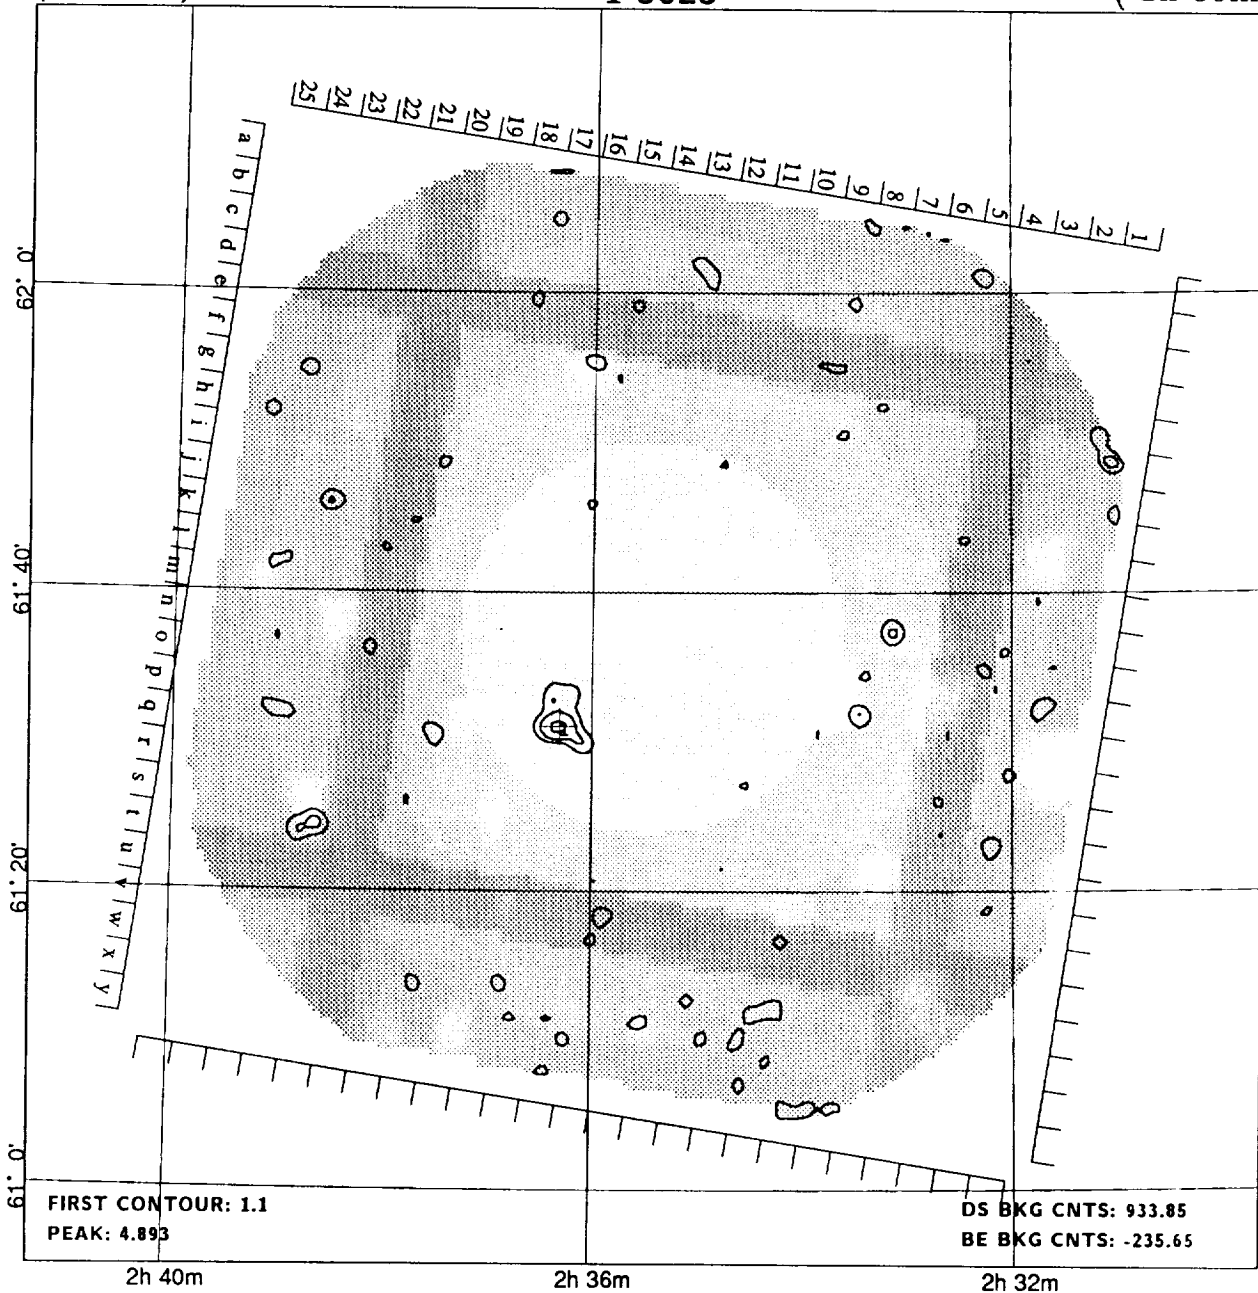 25 24 23 22 21 20 19 18 17 16 15 14 13 12 11 10 9 8 7 6 5 4 3 2 1
a b c d e f g h i j k l m n o p q r s t u v w x y
62° 0'
61° 40'
61° 20'
61° 0'
FIRST CONTOUR: 1.1
PEAK: 4.893
DS BKG CNTS: 933.85
BE BKG CNTS: -235.65
2h 40m
2h 36m
2h 32m